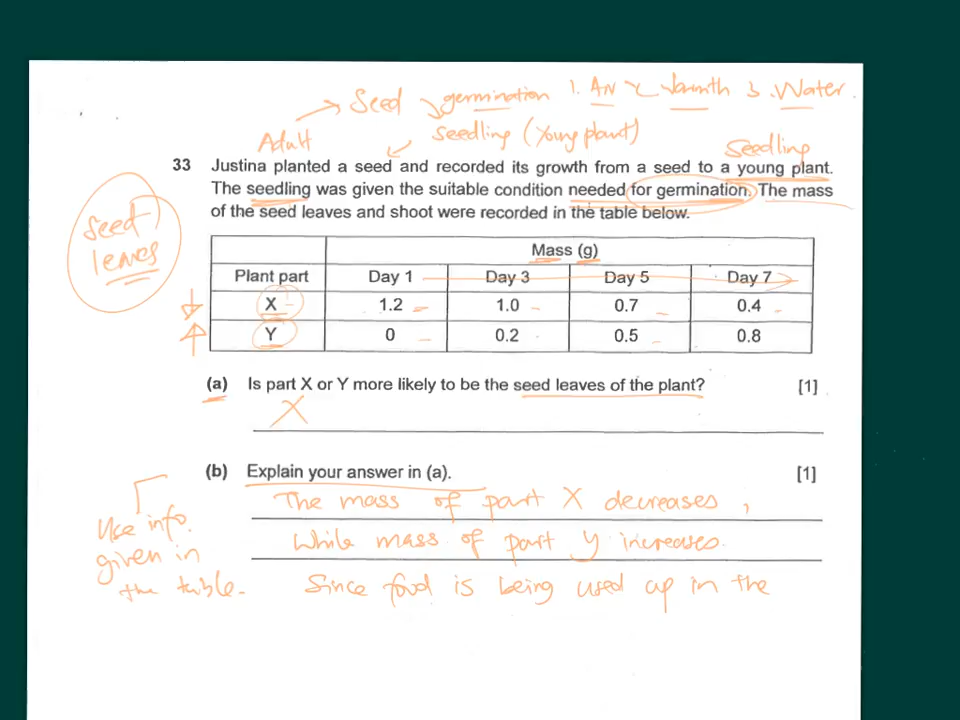 Seed germination 1. Air 2. Warmth 3. Water.
Adult Seedling (Young plant) Seedling
33 Justina planted a seed and recorded its growth from a seed to a young plant.
The seedling was given the suitable condition needed for germination. The mass
of the seed leaves and shoot were recorded in the table below.
Seed
leaves
Mass (g)
Plant part Day 1 Day 3 Day 5 Day 7
X 1.2 1.0 0.7 0.4
Y 0 0.2 0.5 0.8
(a) Is part X or Y more likely to be the seed leaves of the plant? [1]
X
(b) Explain your answer in (a). [1]
The mass of part X decreases,
while mass of part Y increases.
Since food is being used up in the
Use info.
given in
the table.